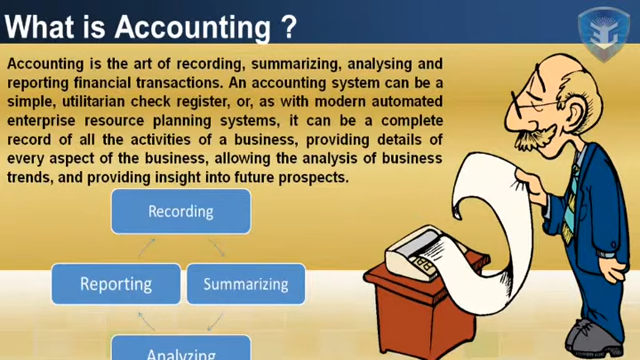 What is Accounting ?
Accounting is the art of recording, summarizing, analysing and
reporting financial transactions. An accounting system can be a
simple, utilitarian check register, or, as with modern automated
enterprise resource planning systems, it can be a complete
record of all the activities of a business, providing details of
every aspect of the business, allowing the analysis of business
trends, and providing insight into future prospects.
Recording
Reporting
Summarizing
Analyzing